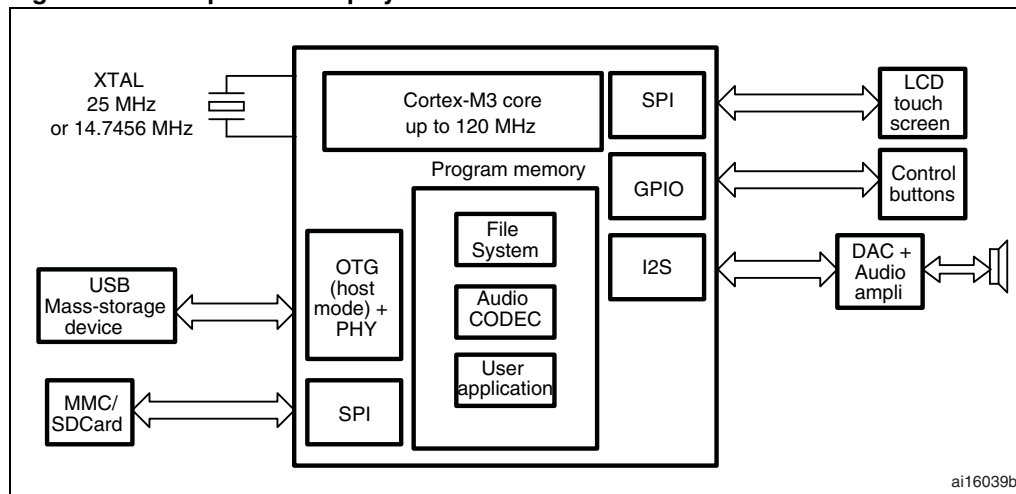 XTAL
25 MHz
or 14.7456 MHz
Cortex-M3 core
up to 120 MHz
SPI
LCD
touch
screen
Program memory
GPIO
Control
buttons
File
System
OTG
(host
mode) +
PHY
I2S
DAC +
Audio
ampli
USB
Mass-storage
device
Audio
CODEC
User
application
MMC/
SDCard
SPI
ai16039b